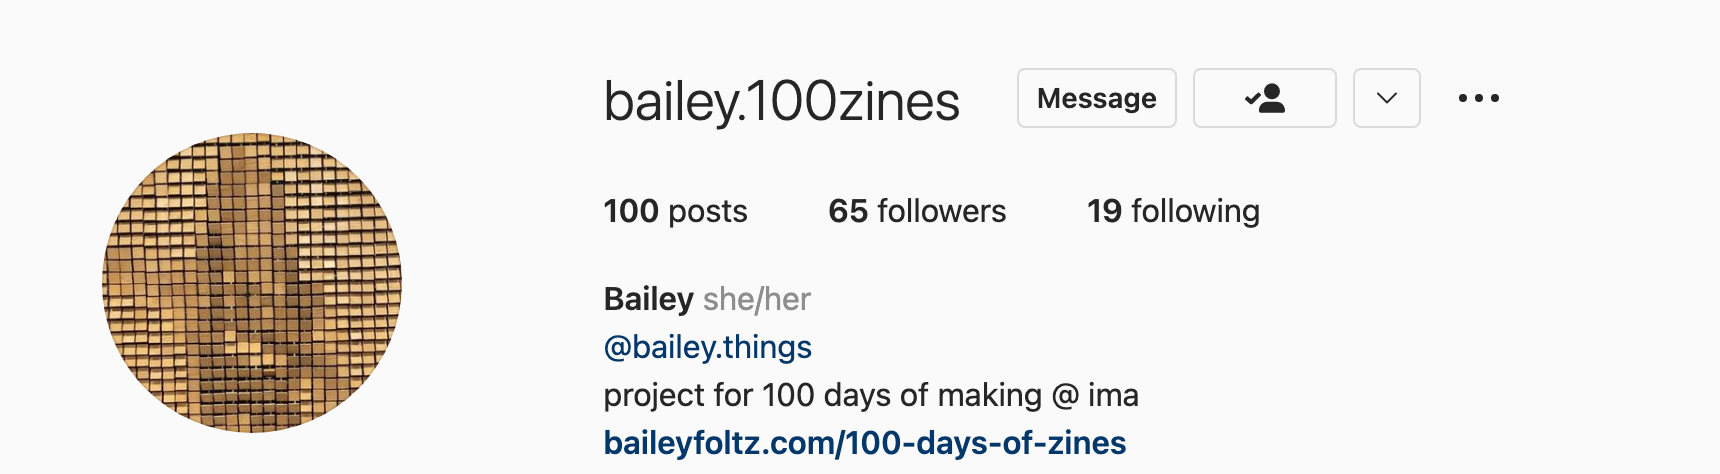 bailey.100zines Message
100 posts 65 followers 19 following
Bailey she/her
@bailey.things
project for 100 days of making @ ima
baileyfoltz.com/100-days-of-zines